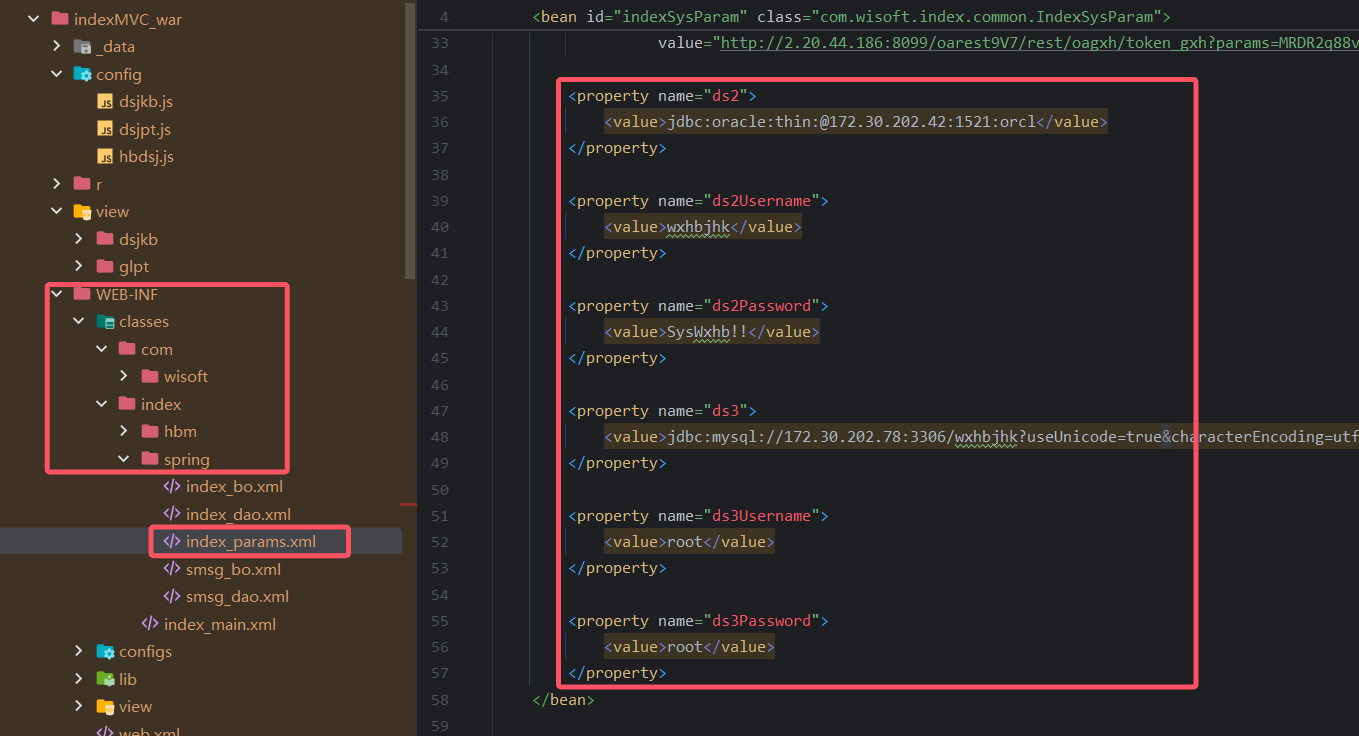 indexMVC_war
_data
config
dsjkb.js
dsjpt.js
hbdsj.js
r
view
dsjkb
glpt
WEB-INF
classes
com
wisoft
index
hbm
spring
index_bo.xml
index_dao.xml
index_params.xml
smsg_bo.xml
smsg_dao.xml
index_main.xml
configs
lib
view
web.xml
4 <bean id="indexSysParam" class="com.wisoft.index.common.IndexSysParam">
33 value="http://2.20.44.186:8099/oarest9V7/rest/oagxh/token_gxh?params=MRDR2q88v
34
35 <property name="ds2">
36 <value>jdbc:oracle:thin:@172.30.202.42:1521:orcl</value>
37 </property>
38
39 <property name="ds2Username">
40 <value>wxhbjhk</value>
41 </property>
42
43 <property name="ds2Password">
44 <value>SysWxhb!!</value>
45 </property>
46
47 <property name="ds3">
48 <value>jdbc:mysql://172.30.202.78:3306/wxhbjhk?useUnicode=true&characterEncoding=utf
49 </property>
50
51 <property name="ds3Username">
52 <value>root</value>
53 </property>
54
55 <property name="ds3Password">
56 <value>root</value>
57 </property>
58 </bean>
59